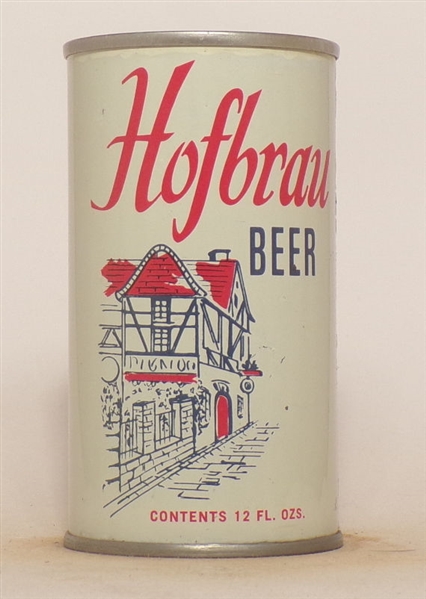 Hofbrau
BEER
CONTENTS 12 FL. OZS.